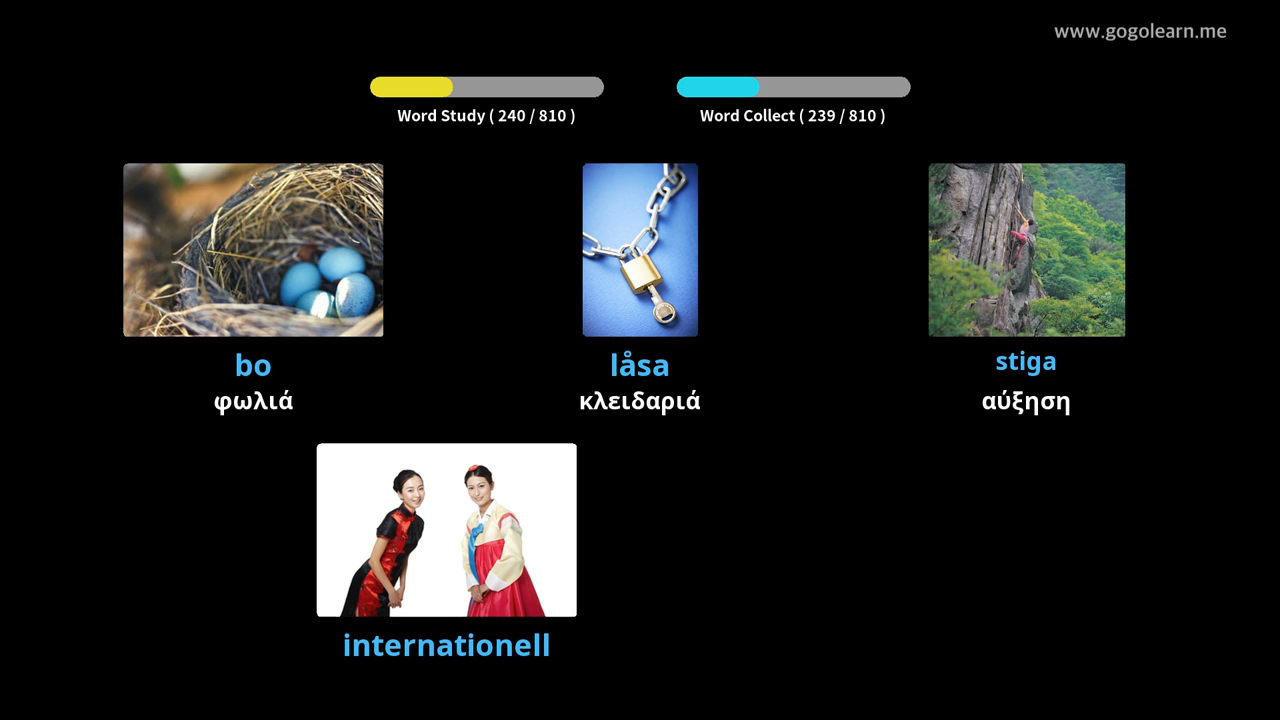 www.gogolearn.me
Word Study ( 240 / 810 )
Word Collect ( 239 / 810 )
bo
låsa
stiga
φωλιά
κλειδαριά
αύξηση
internationell